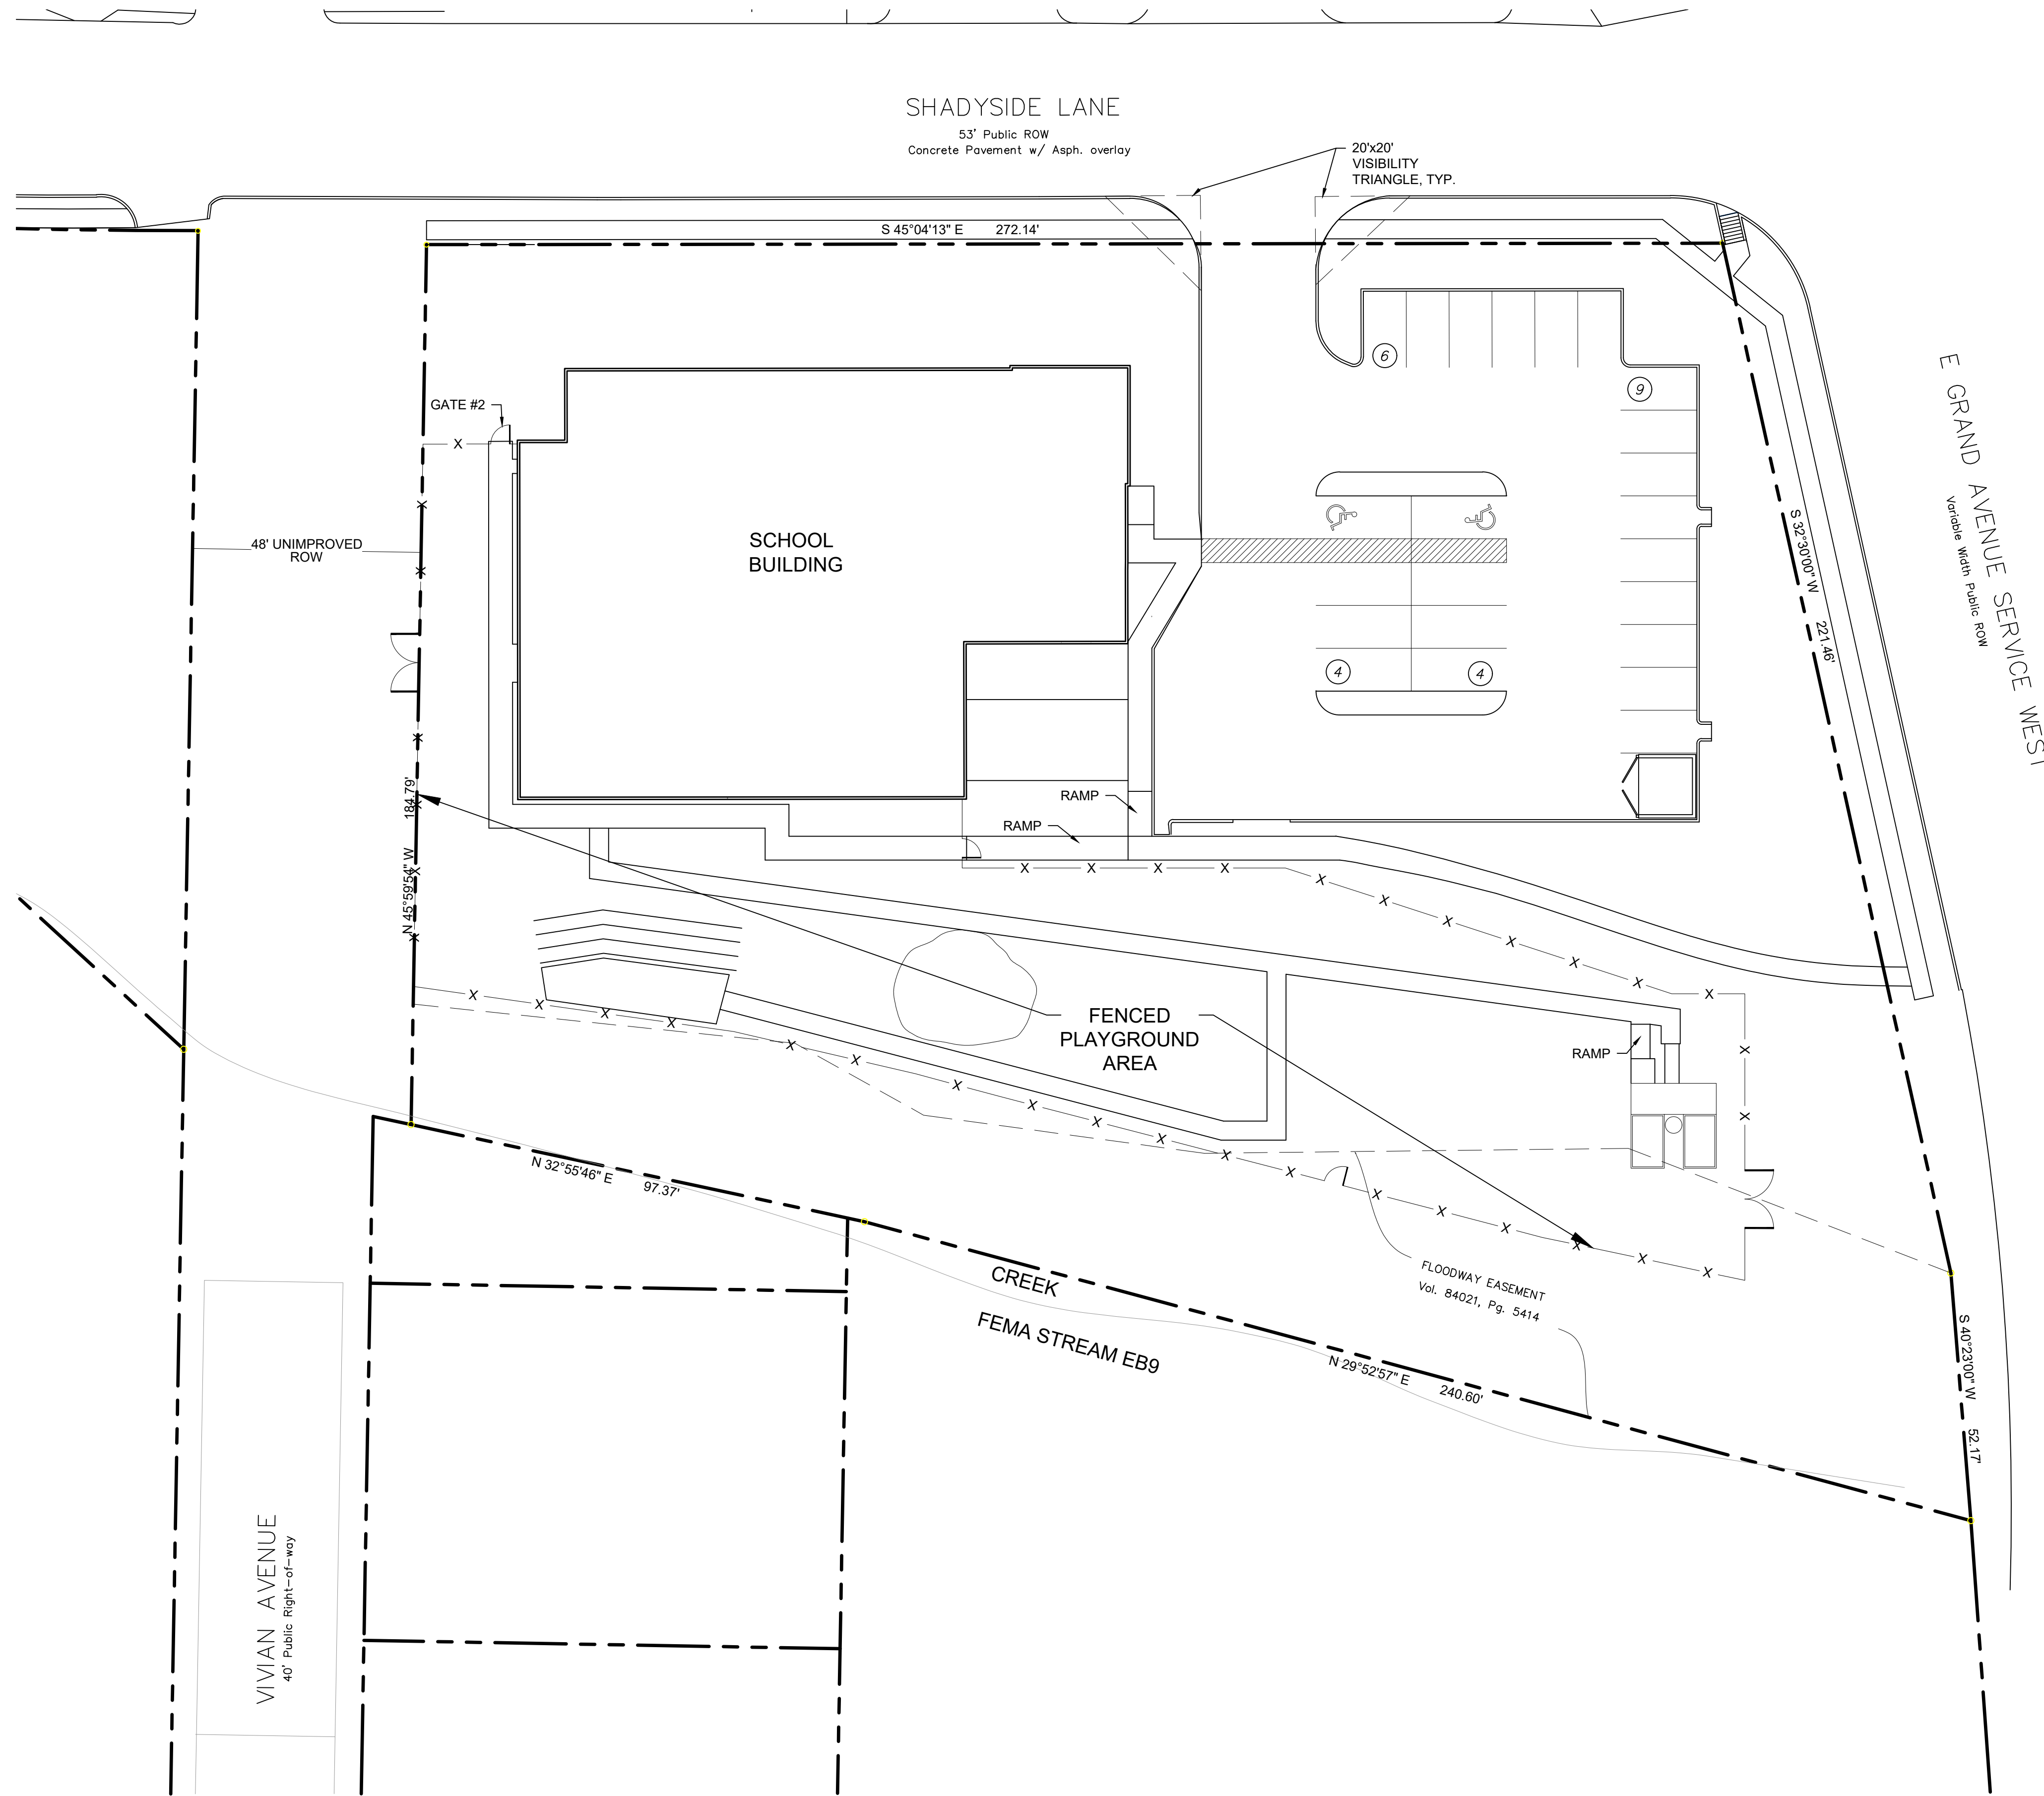 SHADYSIDE LANE
53' Public ROW
Concrete Pavement w/ Asph. overlay
20'x20'
VISIBILITY
TRIANGLE, TYP.
S 45°04'13" E 272.14'
6
9
GATE #2
X
E GRAND AVENUE SERVICE WEST
Variable Width Public ROW
S 32°30'00" W 221.46'
X
SCHOOL
BUILDING
48' UNIMPROVED
ROW
X
4
4
X
N 45°59'54" W 184.79'
X
X
X
RAMP
RAMP
X X X X
X X X X X X X
X X X X
FENCED
PLAYGROUND
AREA
RAMP
X
X
X X X X X X X X
X X X X X X
N 32°55'46" E 97.37'
FLOODWAY EASEMENT
Vol. 84021, Pg. 5414
CREEK
FEMA STREAM EB9
N 29°52'57" E 240.60'
S 40°23'00" W 52.17'
VIVIAN AVENUE
40' Public Right-of-way